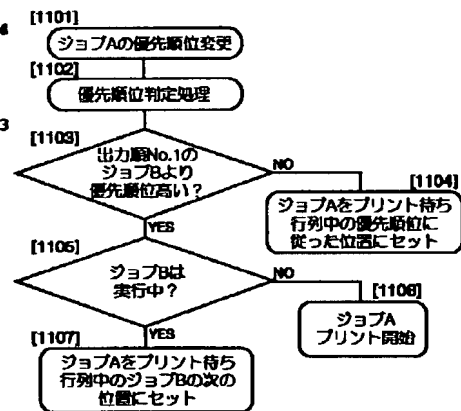 [1101]
ジョブAの優先順位変更
[1102]
優先順位判定処理
3
[1103]
出力順No.1の
ジョブBより
優先順位高い？
NO
[1104]
ジョブAをプリント待ち
行列中の優先順位に
従った位置にセット
YES
[1105]
ジョブBは
実行中？
NO
[1106]
ジョブA
プリント開始
YES
[1107]
ジョブAをプリント待ち
行列中のジョブBの次の
位置にセット